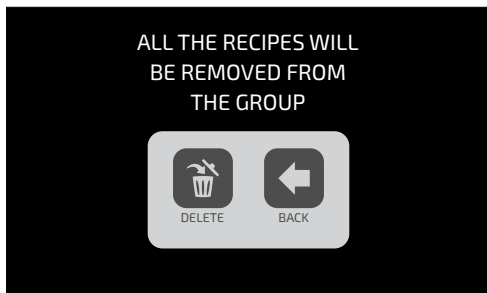 ALL THE RECIPES WILL
BE REMOVED FROM
THE GROUP
DELETE
BACK